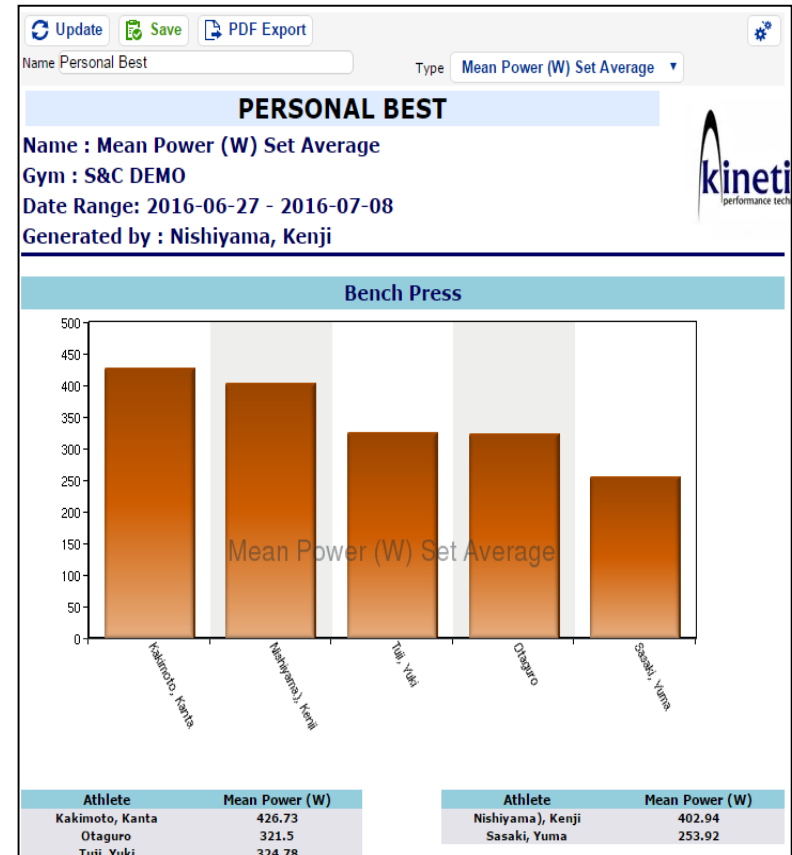 Update Save PDF Export
Name Personal Best Type Mean Power (W) Set Average
PERSONAL BEST
Name : Mean Power (W) Set Average
Gym : S&C DEMO
Date Range: 2016-06-27 - 2016-07-08
Generated by : Nishiyama, Kenji
kineti
performance tech
Bench Press
500
450
400
350
300
250
200
150
100
50
0
Mean Power (W) Set Average
Kakimoto, Kanta
Nishiyama), Kenji
Tuji, Yuki
Otaguro
Sasaki, Yuma
Athlete Mean Power (W) Athlete Mean Power (W)
Kakimoto, Kanta 426.73 Nishiyama), Kenji 402.94
Otaguro 321.5 Sasaki, Yuma 253.92
Tuji, Yuki 324.78